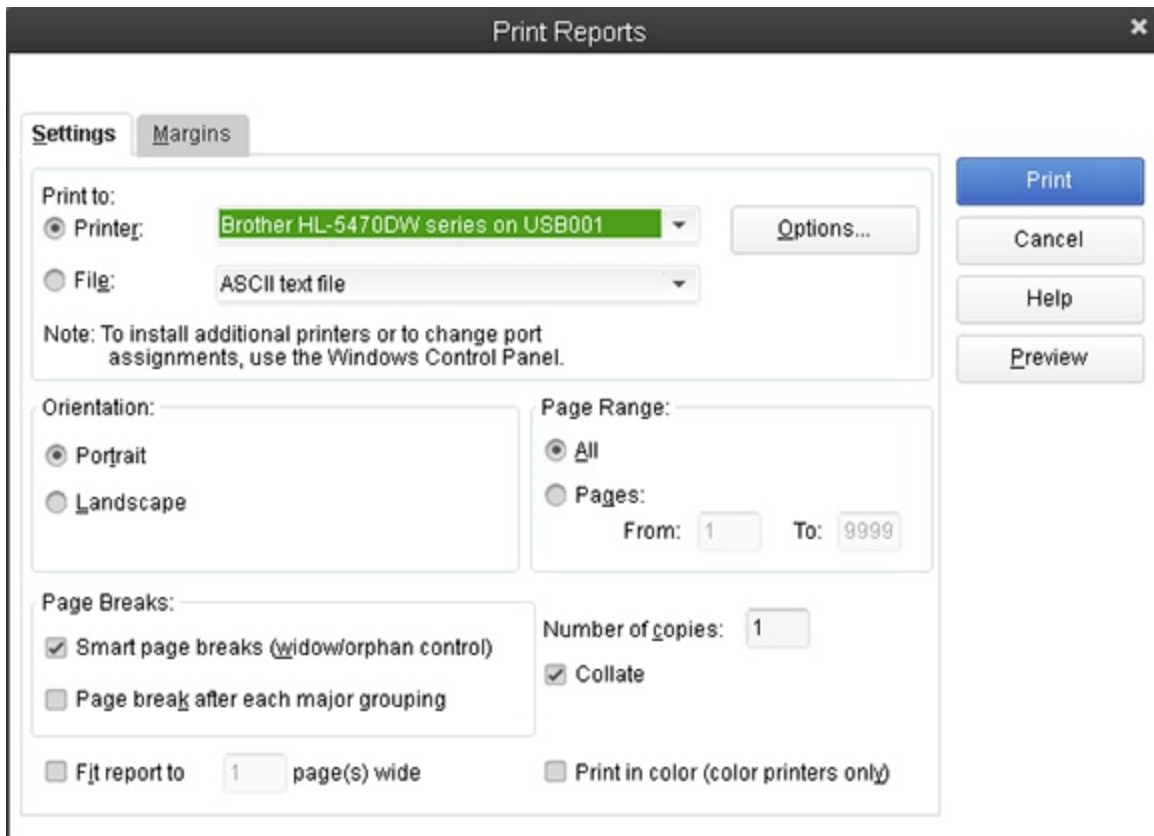 Print Reports
Settings
Margins
Print to:
Printer:
Brother HL-5470DW series on USB001
Options...
File:
ASCII text file
Note: To install additional printers or to change port
assignments, use the Windows Control Panel.
Print
Cancel
Help
Preview
Orientation:
Portrait
Landscape
Page Range:
All
Pages:
From: 1 To: 9999
Page Breaks:
Smart page breaks (widow/orphan control)
Page break after each major grouping
Number of copies: 1
Collate
Fit report to 1 page(s) wide
Print in color (color printers only)